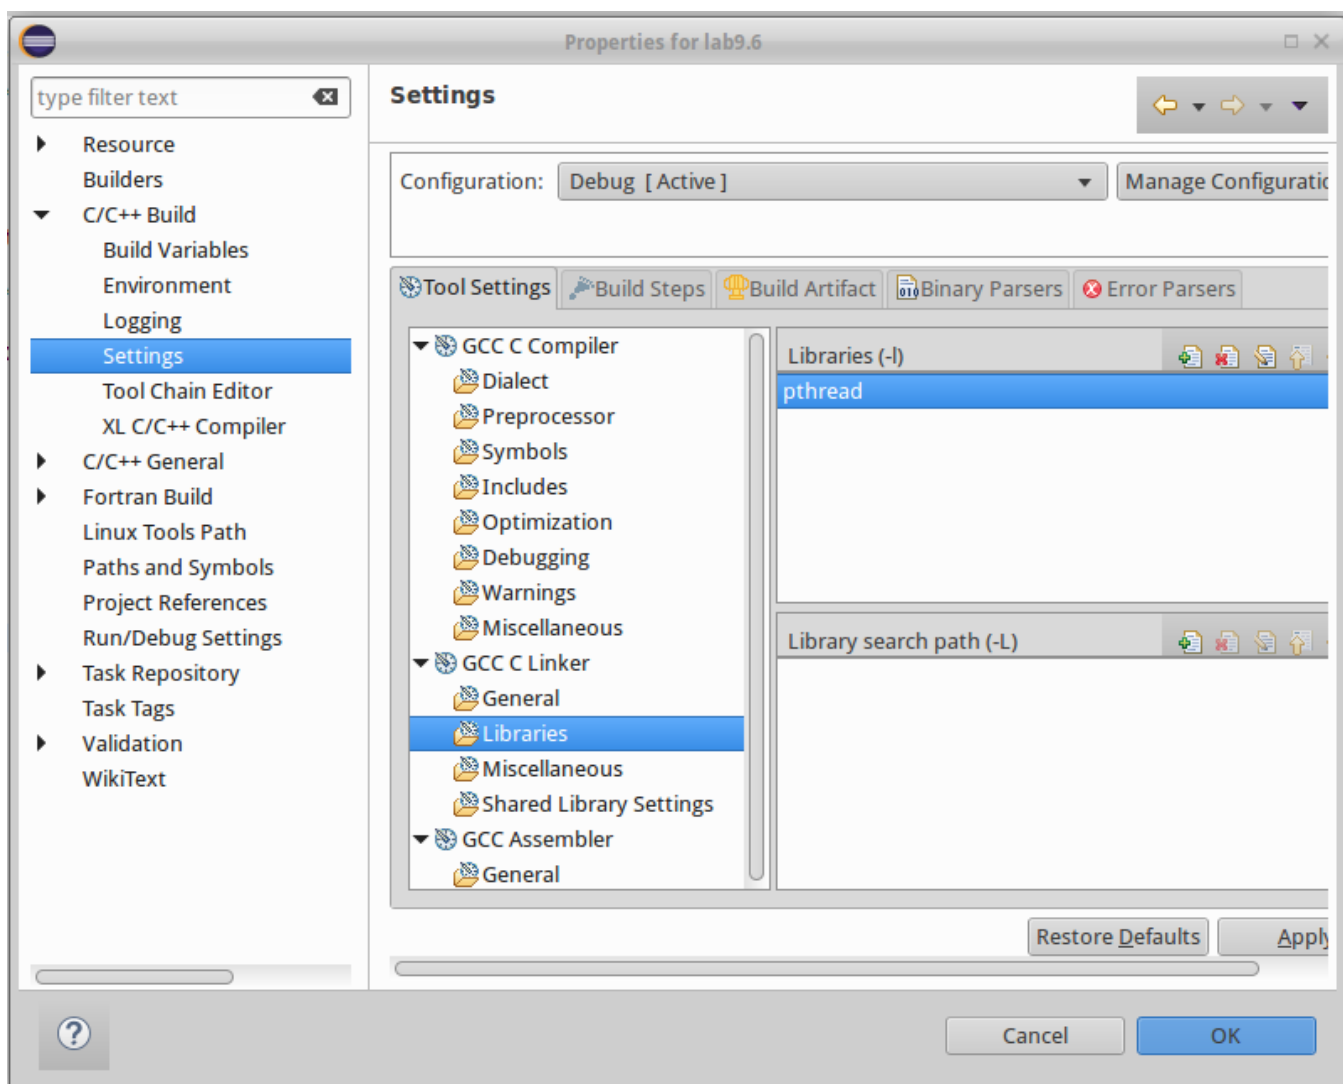 Properties for lab9.6
type filter text
Resource
Builders
C/C++ Build
Build Variables
Environment
Logging
Settings
Tool Chain Editor
XL C/C++ Compiler
C/C++ General
Fortran Build
Linux Tools Path
Paths and Symbols
Project References
Run/Debug Settings
Task Repository
Task Tags
Validation
WikiText
Settings
Configuration: Debug [ Active ] Manage Configuratio
Tool Settings Build Steps Build Artifact Binary Parsers Error Parsers
GCC C Compiler
Dialect
Preprocessor
Symbols
Includes
Optimization
Debugging
Warnings
Miscellaneous
GCC C Linker
General
Libraries
Miscellaneous
Shared Library Settings
GCC Assembler
General
Libraries (-l)
pthread
Library search path (-L)
Restore Defaults Apply
Cancel OK